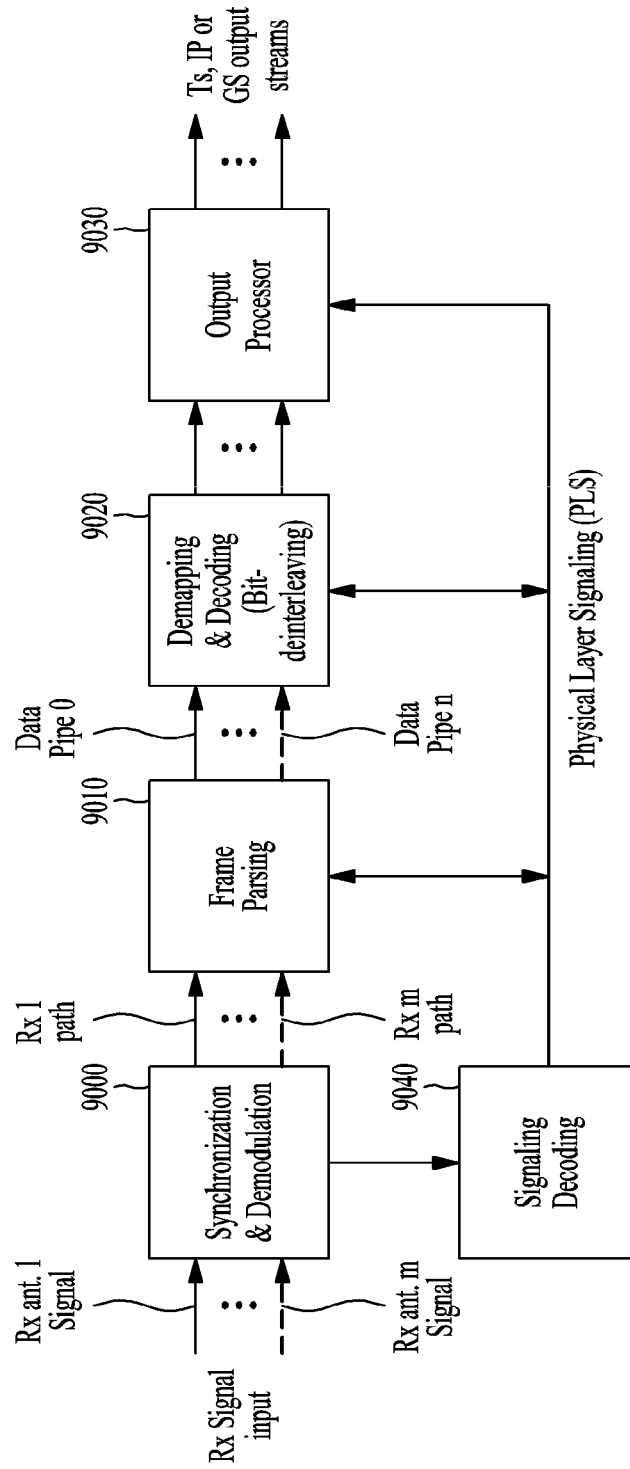 Rx Signal
input
Rx ant. 1
Signal
Rx ant. m
Signal
9000
Synchronization
& Demodulation
Rx 1
path
Rx m
path
9010
Frame
Parsing
Data
Pipe 0
Data
Pipe n
9020
Demapping
& Decoding
(Bit-
deinterleaving)
9030
Output
Processor
Ts, IP or
GS output
streams
9040
Signaling
Decoding
Physical Layer Signaling (PLS)